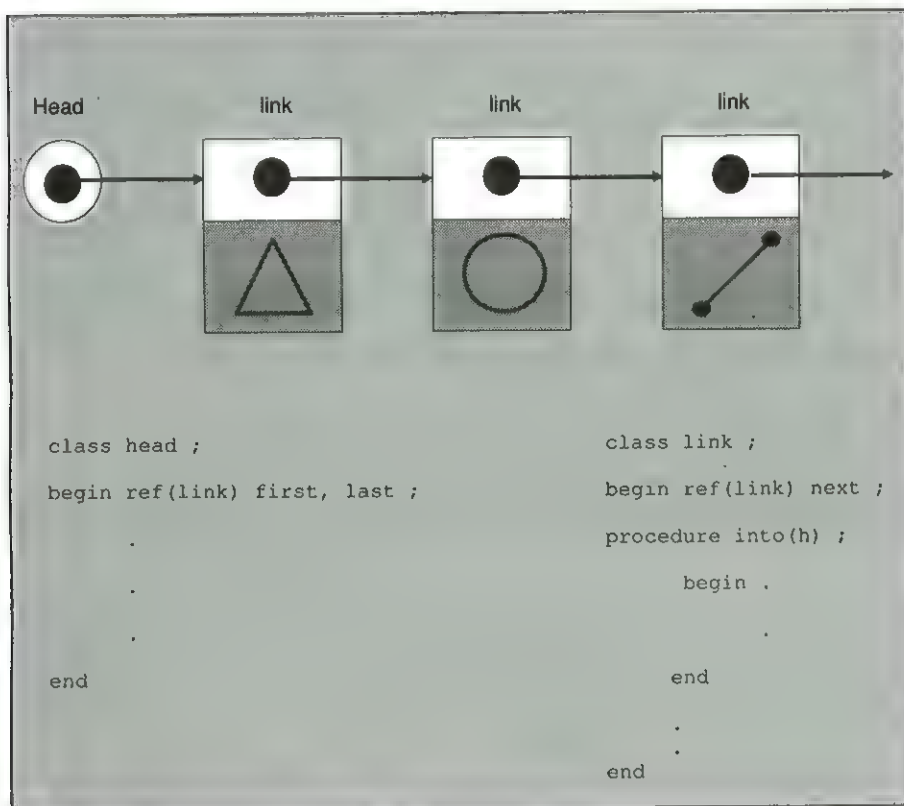 Head link link link
class head ;
begin ref(link) first, last ;
.
.
.
end
class link ;
begin ref(link) next ;
procedure into(h) ;
begin .
.
end
.
.
end